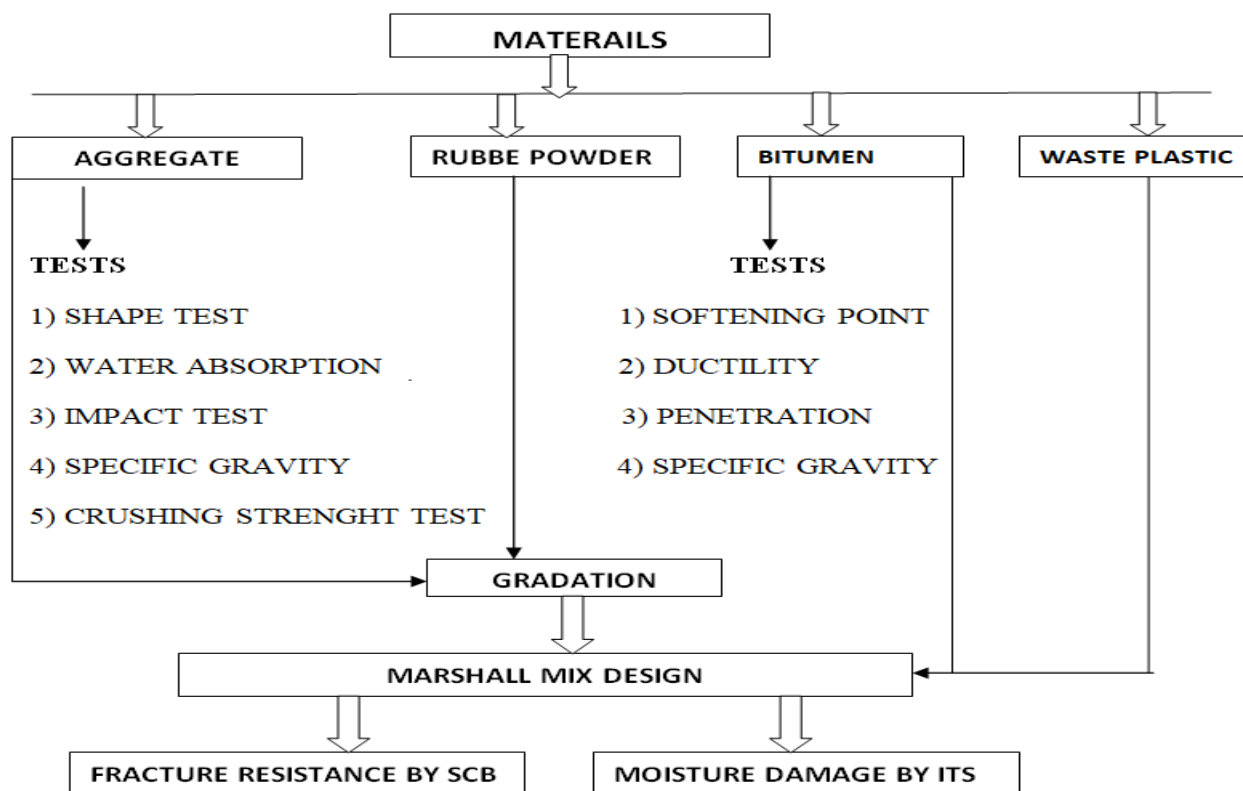 MATERAILS
AGGREGATE
RUBBE POWDER
BITUMEN
WASTE PLASTIC
TESTS
1) SHAPE TEST
2) WATER ABSORPTION
3) IMPACT TEST
4) SPECIFIC GRAVITY
5) CRUSHING STRENGHT TEST
TESTS
1) SOFTENING POINT
2) DUCTILITY
3) PENETRATION
4) SPECIFIC GRAVITY
GRADATION
MARSHALL MIX DESIGN
FRACTURE RESISTANCE BY SCB
MOISTURE DAMAGE BY ITS